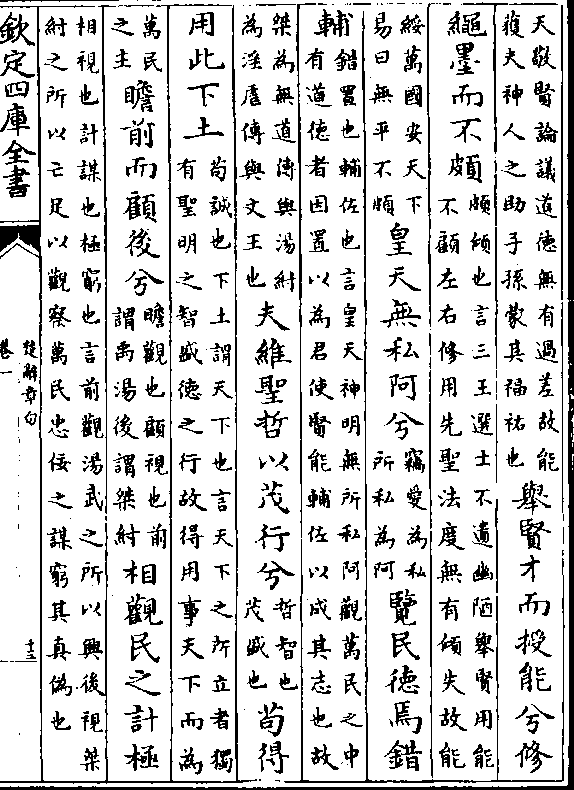 天敬賢論議道德無有過差故能
獲夫神人之助子孫蒙其福祐也
舉賢才而授能兮修
繩墨而不頗
頗傾也言三王選士不遺幽陋舉賢用能
不顧左右修用先聖法度無有傾失故能
綏萬國安天下
易曰無平不頗
皇天無私阿兮
竊愛為私
所私為阿
覽民德焉錯
輔
錯置也輔佐也言皇天神明無所私阿觀萬民之中
有道德者因置以為君使賢能輔佐以成其志也故
桀為無道傳與湯紂
為淫虐傳與文王也
夫維聖哲以茂行兮
哲智也
茂盛也
苟得
用此下土
苟誠也下土謂天下也言天下之所立者獨
有聖明之智盛德之行故得用事天下而為
萬民
之主
瞻前而顧後兮
瞻觀也顧視也前
謂禹湯後謂桀紂
相觀民之計極
相視也計謀也極窮也言前觀湯武之所以興後視桀
紂之所以亡足以觀察萬民忠佞之謀窮其真偽也
欽定四庫全書
楚辭章句
卷一
十三